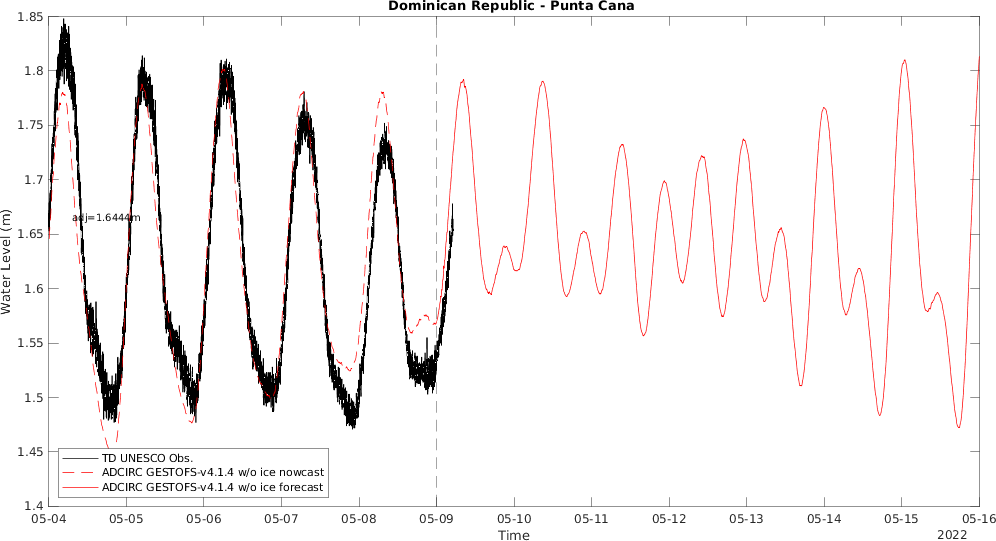 Dominican Republic - Punta Cana
1.85
1.8
1.75
1.7
1.65
1.6
1.55
1.5
1.45
1.4
Water Level (m)
adj=1.6444m
TD UNESCO Obs.
ADCIRC GESTOFS-v4.1.4 w/o ice nowcast
ADCIRC GESTOFS-v4.1.4 w/o ice forecast
05-04 05-05 05-06 05-07 05-08 05-09 05-10 05-11 05-12 05-13 05-14 05-15 05-16
Time
2022